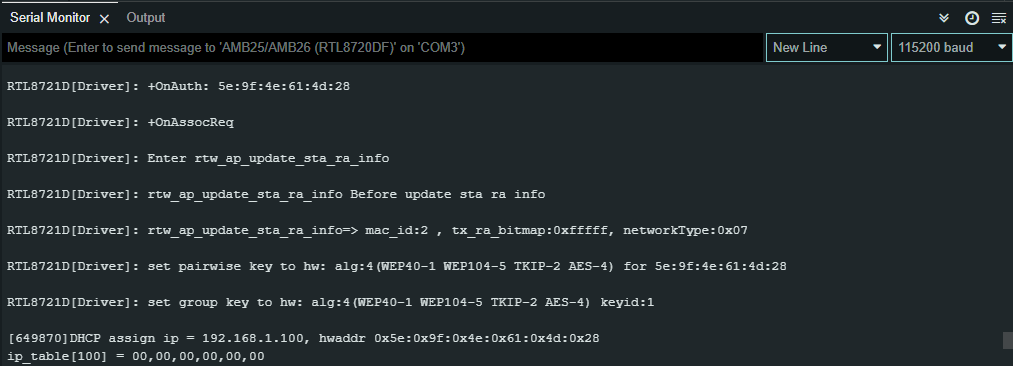 Serial Monitor Output
Message (Enter to send message to 'AMB25/AMB26 (RTL8720DF)' on 'COM3')
New Line
115200 baud
RTL8721D[Driver]: +OnAuth: 5e:9f:4e:61:4d:28
RTL8721D[Driver]: +OnAssocReq
RTL8721D[Driver]: Enter rtw_ap_update_sta_ra_info
RTL8721D[Driver]: rtw_ap_update_sta_ra_info Before update sta ra info
RTL8721D[Driver]: rtw_ap_update_sta_ra_info=> mac_id:2 , tx_ra_bitmap:0xfffff, networkType:0x07
RTL8721D[Driver]: set pairwise key to hw: alg:4(WEP40-1 WEP104-5 TKIP-2 AES-4) for 5e:9f:4e:61:4d:28
RTL8721D[Driver]: set group key to hw: alg:4(WEP40-1 WEP104-5 TKIP-2 AES-4) keyid:1
[649870]DHCP assign ip = 192.168.1.100, hwaddr 0x5e:0x9f:0x4e:0x61:0x4d:0x28
ip_table[100] = 00,00,00,00,00,00